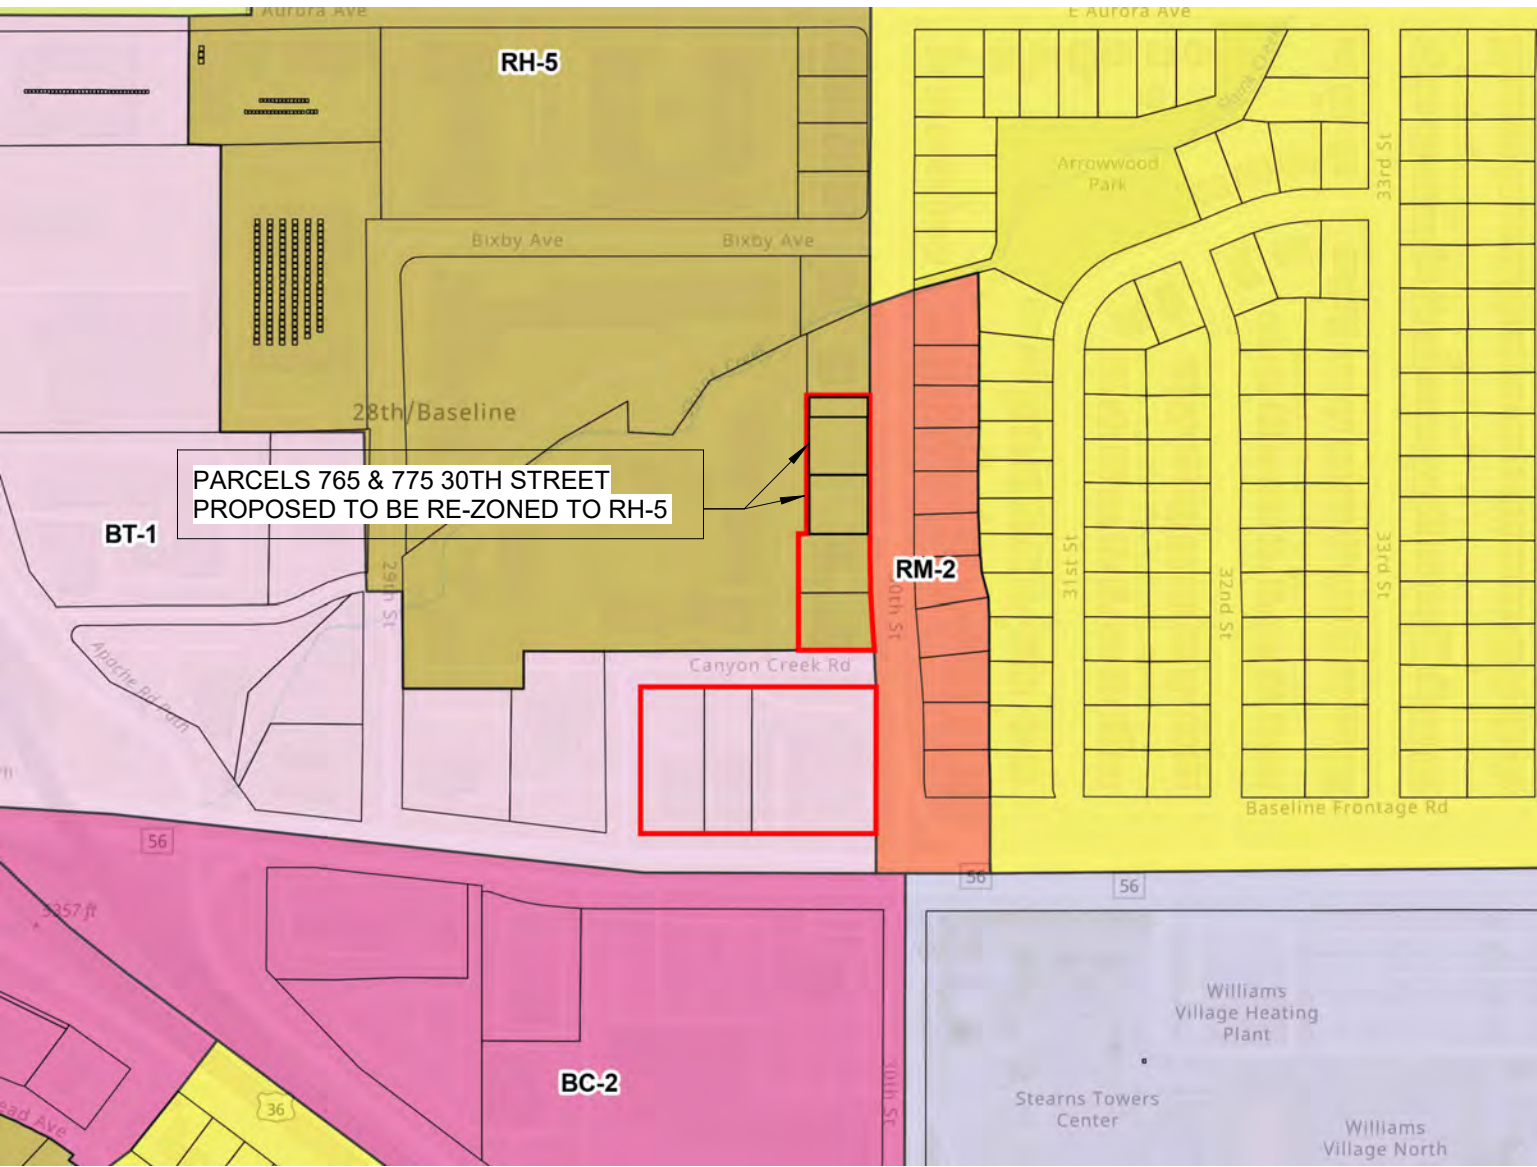 Aurora Ave
E Aurora Ave
RH-5
Arrowwood
Park
33rd St
Bixby Ave
Bixby Ave
28th/Baseline
PARCELS 765 & 775 30TH STREET
PROPOSED TO BE RE-ZONED TO RH-5
BT-1
RM-2
29th St
30th St
31st St
32nd St
33rd St
Canyon Creek Rd
Apache Rd Path
Baseline Frontage Rd
56
56
56
5357 ft
Williams
Village Heating
Plant
BC-2
30th St
36
Stearns Towers
Center
Williams
Village North